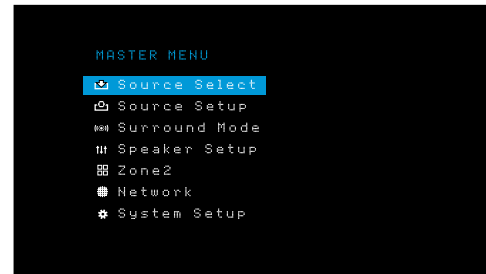 MASTER MENU
Source Select
Source Setup
Surround Mode
Speaker Setup
Zone2
Network
System Setup